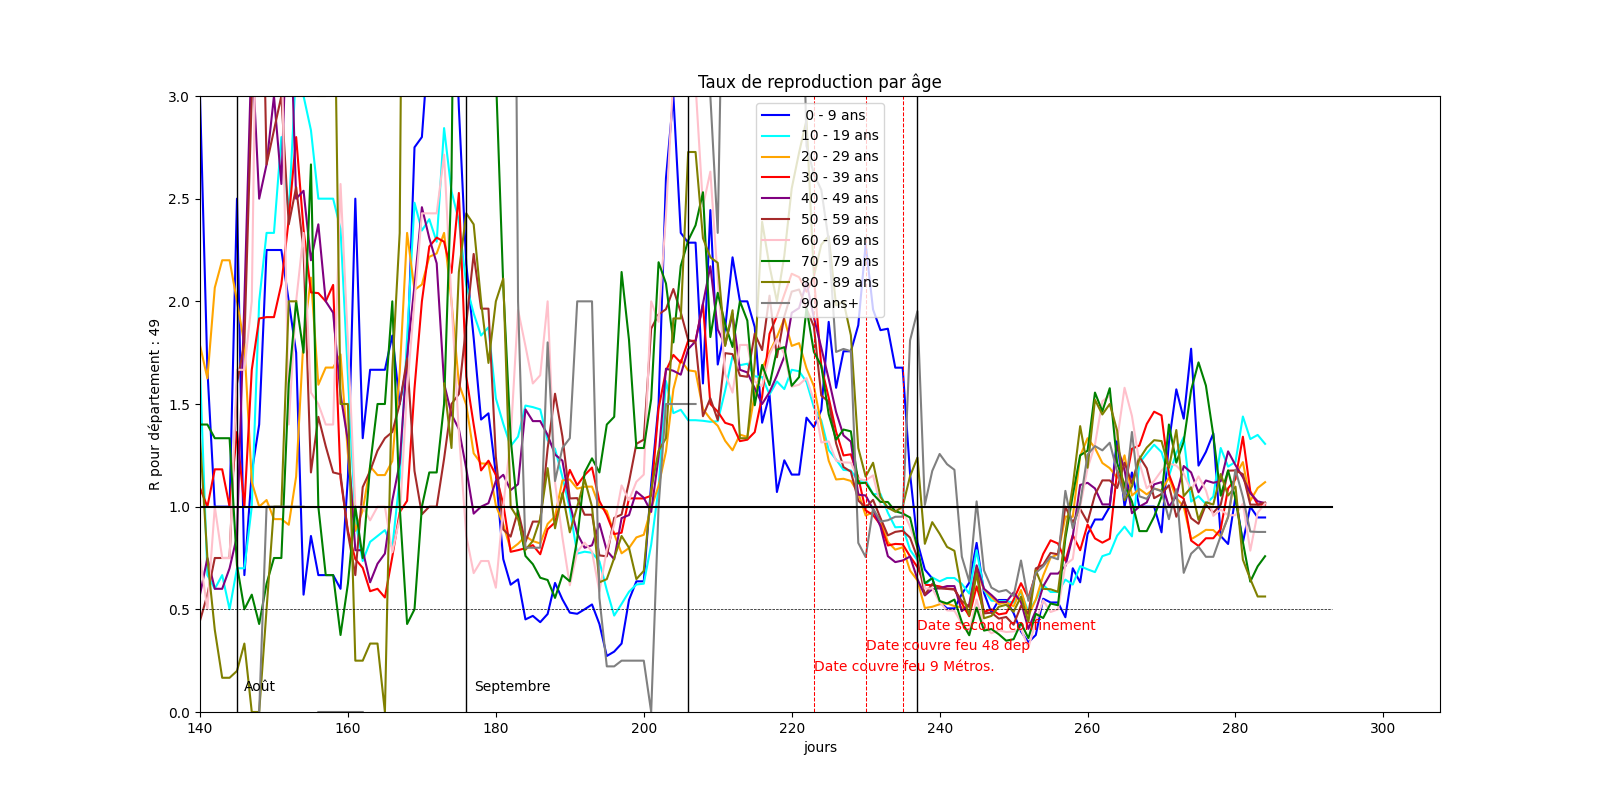 Taux de reproduction par âge
3.0
2.5
2.0
1.5
1.0
0.5
0.0
R pour département : 49
0 - 9 ans
10 - 19 ans
20 - 29 ans
30 - 39 ans
40 - 49 ans
50 - 59 ans
60 - 69 ans
70 - 79 ans
80 - 89 ans
90 ans+
Date second confinement
Date couvre feu 48 dep
Date couvre feu 9 Métros.
Août
Septembre
140
160
180
200
220
240
260
280
300
jours